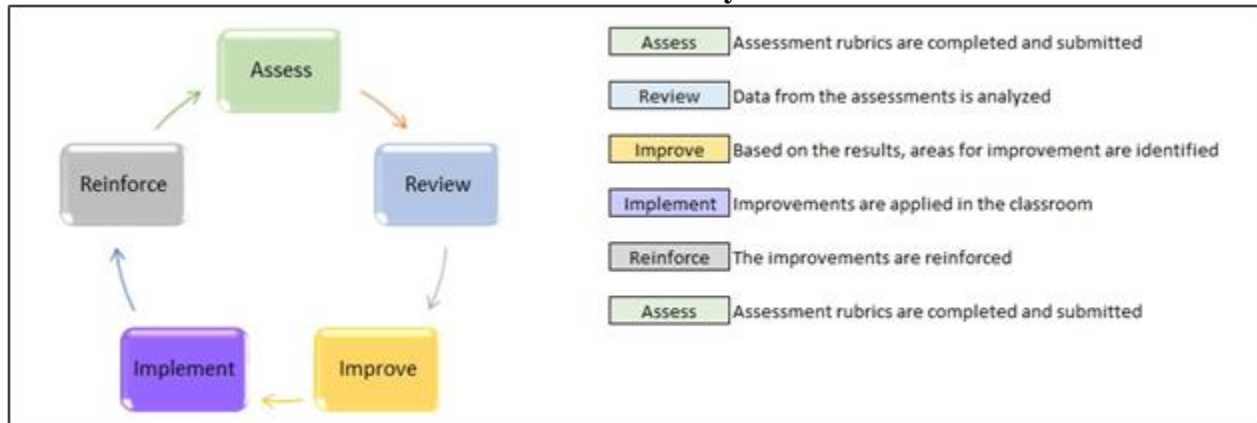 Assess
Review
Improve
Implement
Reinforce
Assess Assessment rubrics are completed and submitted
Review Data from the assessments is analyzed
Improve Based on the results, areas for improvement are identified
Implement Improvements are applied in the classroom
Reinforce The improvements are reinforced
Assess Assessment rubrics are completed and submitted